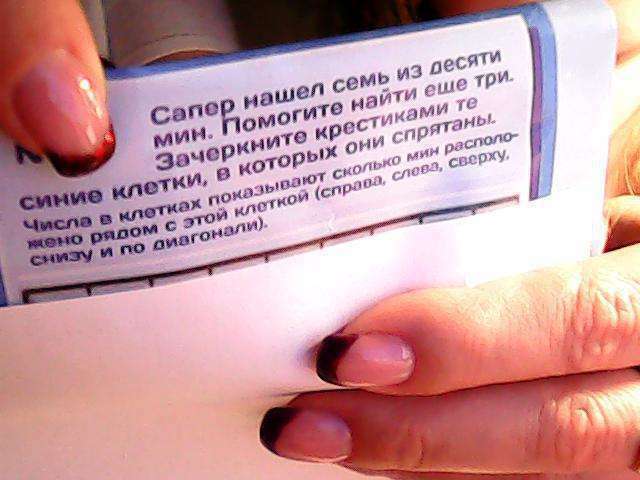 Сапер нашел семь из десяти
мин. Помогите найти еще три.
Зачеркните крестиками те
синие клетки, в которых они спрятаны.
Числа в клетках показывают сколько мин располо-
жено рядом с этой клеткой (справа, слева, сверху,
снизу и по диагонали).